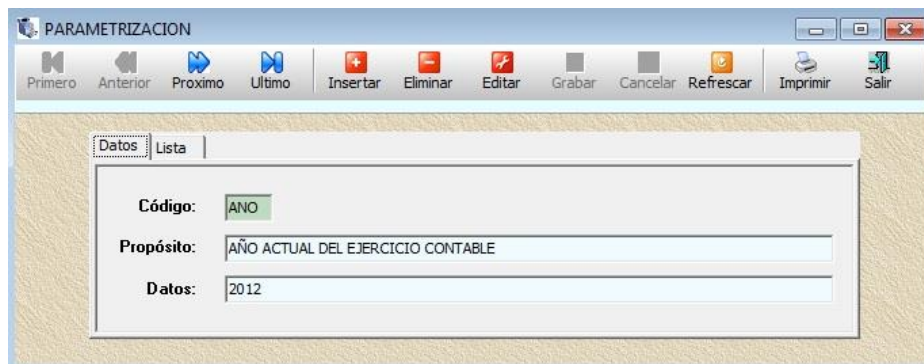 PARAMETRIZACION
Primero Anterior Proximo Ultimo Insertar Eliminar Editar Grabar Cancelar Refrescar Imprimir Salir
Datos Lista
Código: ANO
Propósito: AÑO ACTUAL DEL EJERCICIO CONTABLE
Datos: 2012